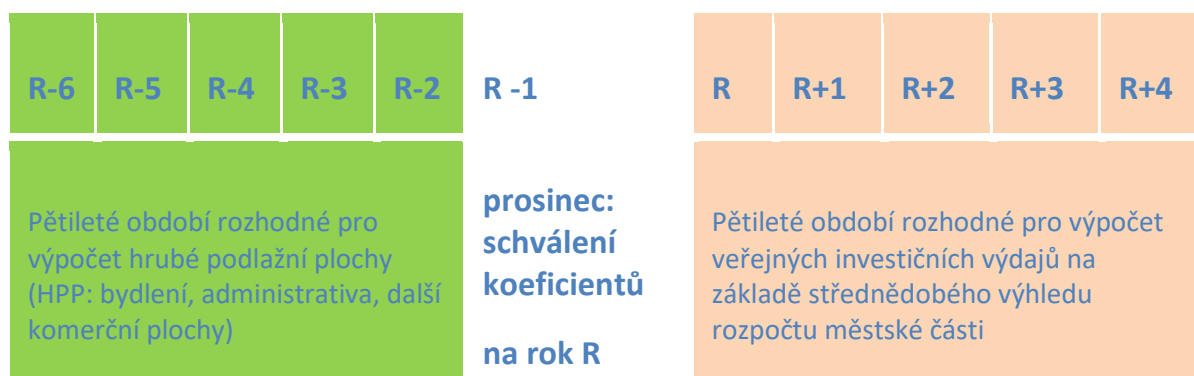 R-6 R-5 R-4 R-3 R-2 R -1 R R+1 R+2 R+3 R+4
Pětileté období rozhodné pro
výpočet hrubé podlažní plochy
(HPP: bydlení, administrativa, další
komerční plochy)
prosinec:
schválení
koeficientů
na rok R
Pětileté období rozhodné pro výpočet
veřejných investičních výdajů na
základě střednědobého výhledu
rozpočtu městské části